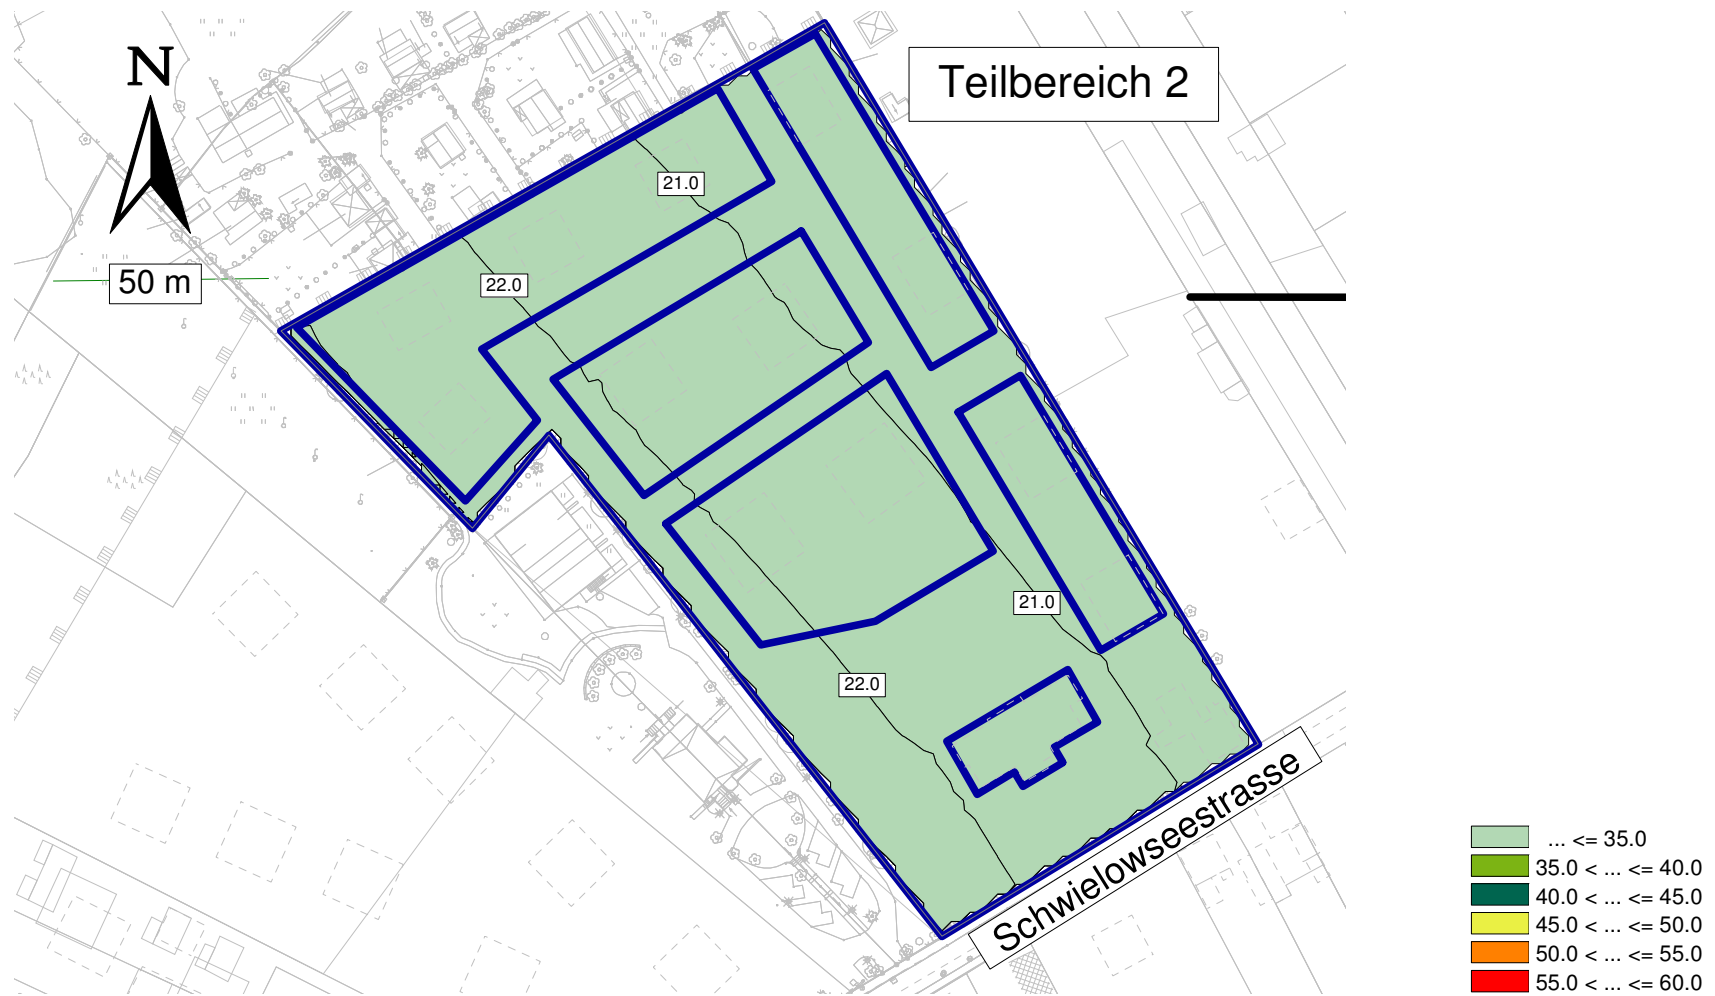 N
Teilbereich 2
50 m
21.0
22.0
21.0
22.0
Schwielowseestrasse
... <= 35.0
35.0 < ... <= 40.0
40.0 < ... <= 45.0
45.0 < ... <= 50.0
50.0 < ... <= 55.0
55.0 < ... <= 60.0